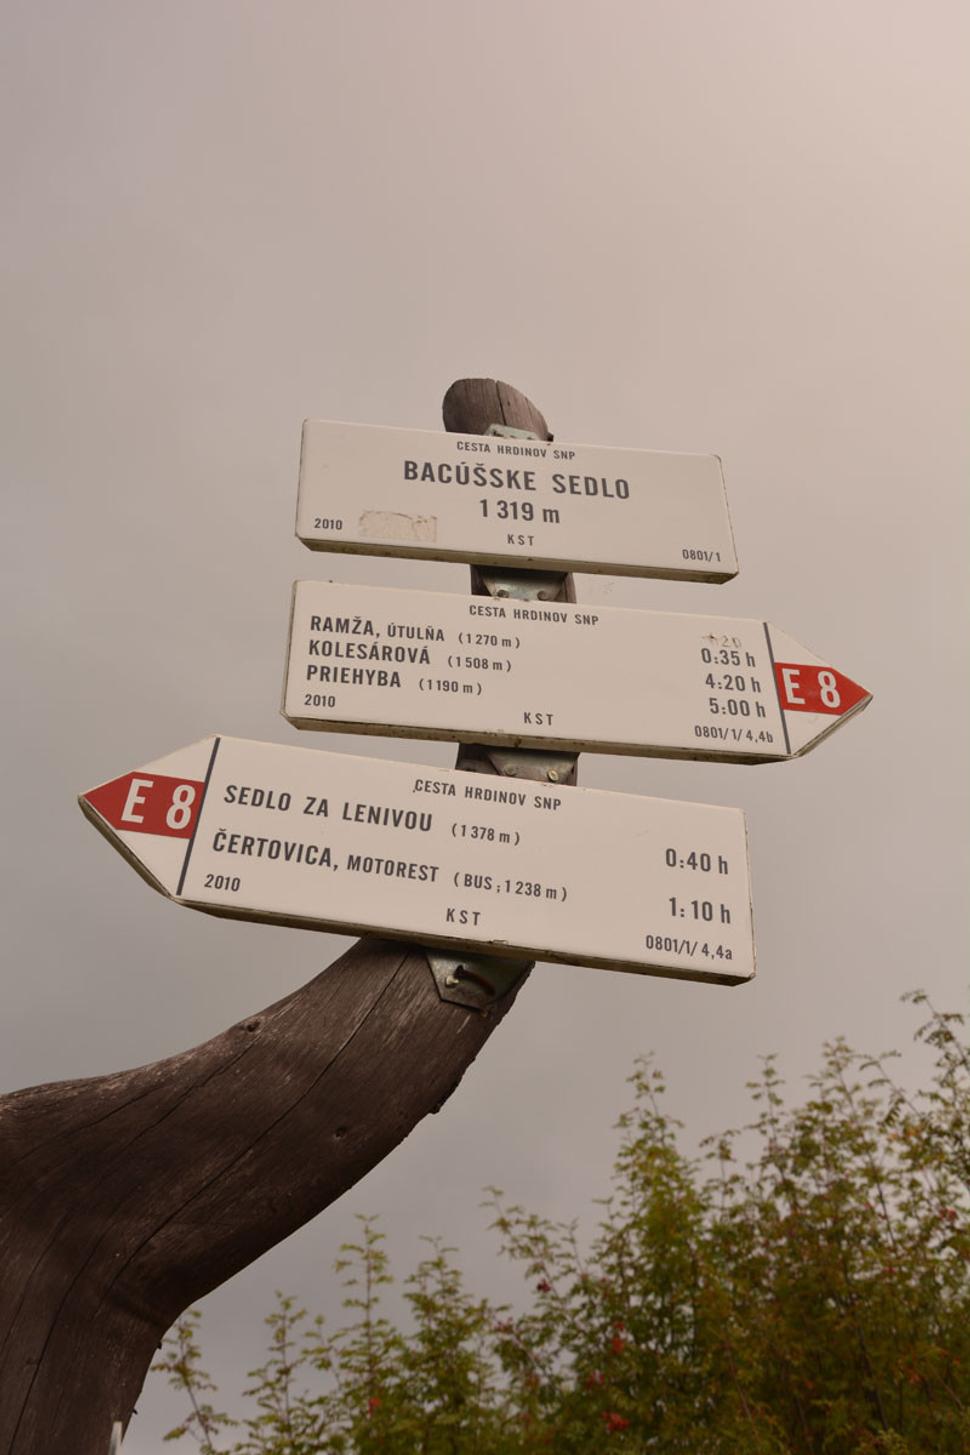 CESTA HRDINOV SNP
BACÚŠSKE SEDLO
1 319 m
2010
KST
0801/1
CESTA HRDINOV SNP
RAMŽA, ÚTULŇA (1 270 m) 0:35 h
KOLESÁROVÁ (1 508 m) 4:20 h
PRIEHYBA (1 190 m) 5:00 h
2010 KST 0801/1/4,4b
E 8
CESTA HRDINOV SNP
E 8
SEDLO ZA LENIVOU (1 378 m) 0:40 h
ČERTOVICA, MOTOREST (BUS ; 1 238 m) 1:10 h
2010 KST 0801/1/4,4a